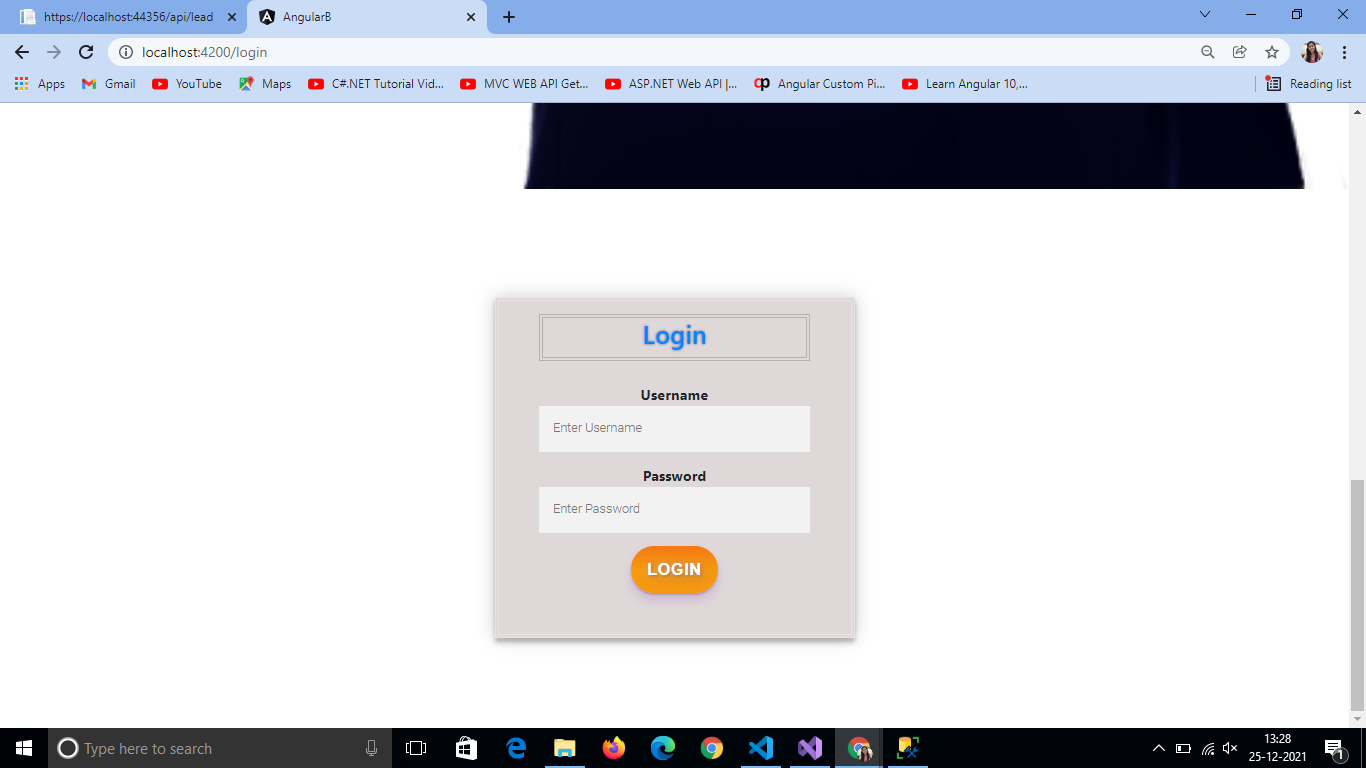 https://localhost:44356/api/lead
AngularB
localhost:4200/login
Apps Gmail YouTube Maps C#.NET Tutorial Vid... MVC WEB API Get... ASP.NET Web API |... cp Angular Custom Pi... Learn Angular 10,... Reading list
Login
Username
Enter Username
Password
Enter Password
LOGIN
Type here to search
13:28
25-12-2021
1